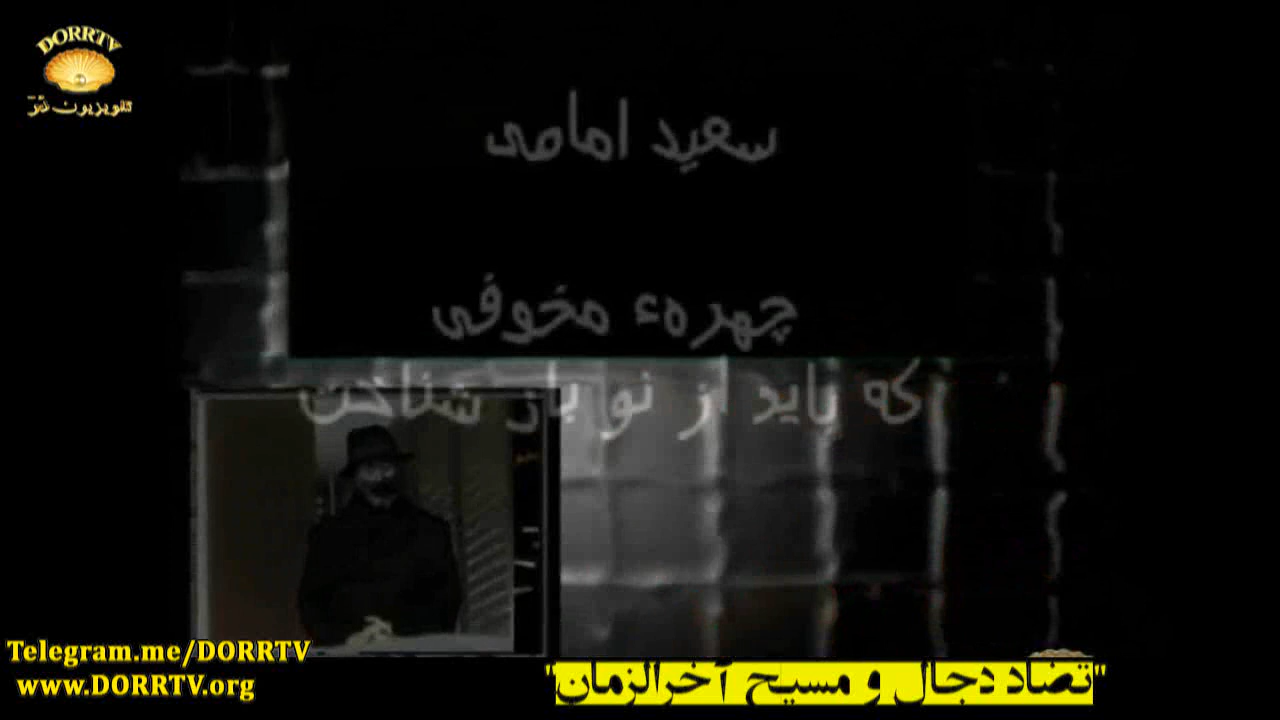 DORRTV
تلویزیون دُرّ
سعید امامی
چهرهء مخوفی
که باید از نو باز شناخت
Telegram.me/DORRTV
www.DORRTV.org
"تضاد دجال و مسیح آخرالزمان"